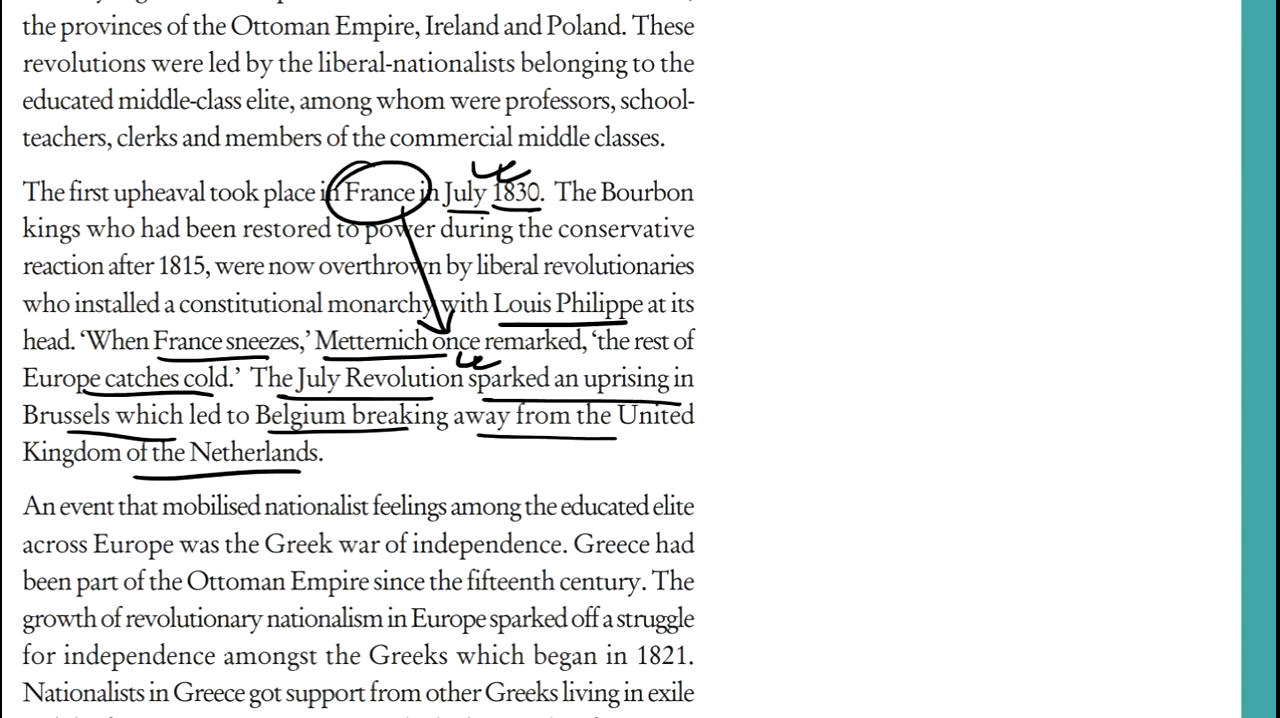 the provinces of the Ottoman Empire, Ireland and Poland. These
revolutions were led by the liberal-nationalists belonging to the
educated middle-class elite, among whom were professors, school-
teachers, clerks and members of the commercial middle classes.
The first upheaval took place in France in July 1830. The Bourbon
kings who had been restored to power during the conservative
reaction after 1815, were now overthrown by liberal revolutionaries
who installed a constitutional monarchy with Louis Philippe at its
head. ‘When France sneezes,’ Metternich once remarked, ‘the rest of
Europe catches cold.’ The July Revolution sparked an uprising in
Brussels which led to Belgium breaking away from the United
Kingdom of the Netherlands.
An event that mobilised nationalist feelings among the educated elite
across Europe was the Greek war of independence. Greece had
been part of the Ottoman Empire since the fifteenth century. The
growth of revolutionary nationalism in Europe sparked off a struggle
for independence amongst the Greeks which began in 1821.
Nationalists in Greece got support from other Greeks living in exile